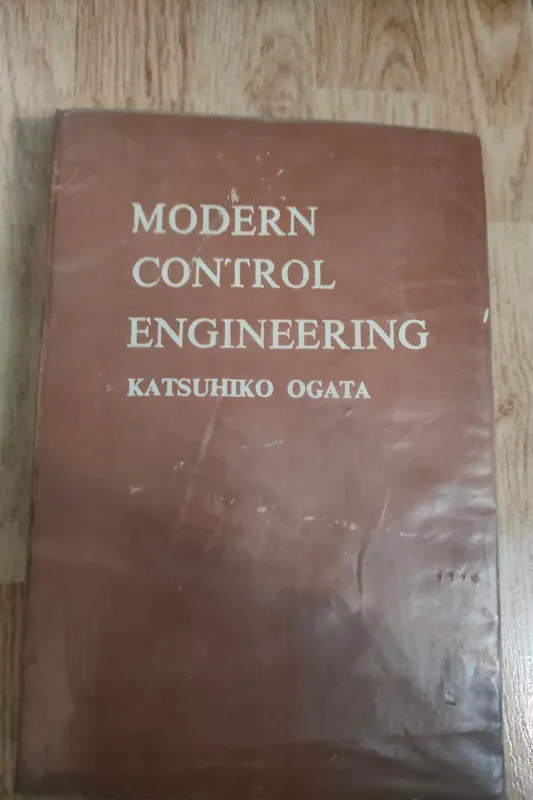 MODERN
CONTROL
ENGINEERING
KATSUHIKO OGATA